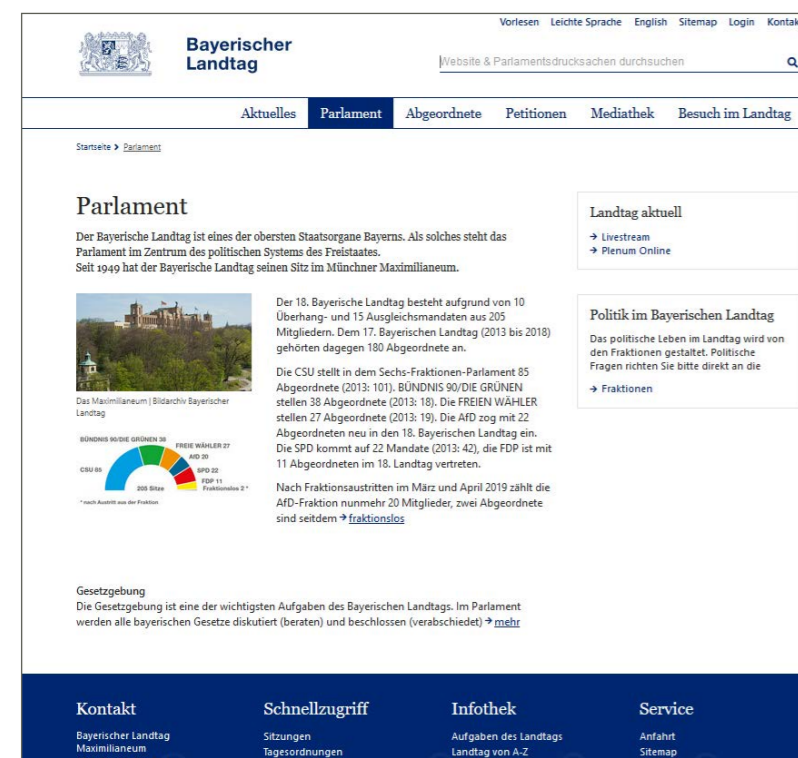 Vorlesen Leichte Sprache English Sitemap Login Kontak
Bayerischer
Landtag
Website & Parlamentsdrucksachen durchsuchen
Aktuelles Parlament Abgeordnete Petitionen Mediathek Besuch im Landtag
Startseite > Parlament
Parlament
Der Bayerische Landtag ist eines der obersten Staatsorgane Bayerns. Als solches steht das
Parlament im Zentrum des politischen Systems des Freistaates.
Seit 1949 hat der Bayerische Landtag seinen Sitz im Münchner Maximilianeum.
Das Maximilianeum | Bildarchiv Bayerischer
Landtag
BÜNDNIS 90/DIE GRÜNEN 38
FREIE WÄHLER 27
AfD 20
CSU 85
SPD 22
FDP 11
205 Sitze
Fraktionslos 2 *
* nach Austritt aus der Fraktion
Der 18. Bayerische Landtag besteht aufgrund von 10
Überhang- und 15 Ausgleichsmandaten aus 205
Mitgliedern. Dem 17. Bayerischen Landtag (2013 bis 2018)
gehörten dagegen 180 Abgeordnete an.
Die CSU stellt in dem Sechs-Fraktionen-Parlament 85
Abgeordnete (2013: 101). BÜNDNIS 90/DIE GRÜNEN
stellen 38 Abgeordnete (2013: 18). Die FREIEN WÄHLER
stellen 27 Abgeordnete (2013: 19). Die AfD zog mit 22
Abgeordneten neu in den 18. Bayerischen Landtag ein.
Die SPD kommt auf 22 Mandate (2013: 42), die FDP ist mit
11 Abgeordneten im 18. Landtag vertreten.
Nach Fraktionsaustritten im März und April 2019 zählt die
AfD-Fraktion nunmehr 20 Mitglieder, zwei Abgeordnete
sind seitdem → fraktionslos
Landtag aktuell
→ Livestream
→ Plenum Online
Politik im Bayerischen Landtag
Das politische Leben im Landtag wird von
den Fraktionen gestaltet. Politische
Fragen richten Sie bitte direkt an die
→ Fraktionen
Gesetzgebung
Die Gesetzgebung ist eine der wichtigsten Aufgaben des Bayerischen Landtags. Im Parlament
werden alle bayerischen Gesetze diskutiert (beraten) und beschlossen (verabschiedet) → mehr
Kontakt
Bayerischer Landtag
Maximilianeum
Schnellzugriff
Sitzungen
Tagesordnungen
Infothek
Aufgaben des Landtags
Landtag von A-Z
Service
Anfahrt
Sitemap